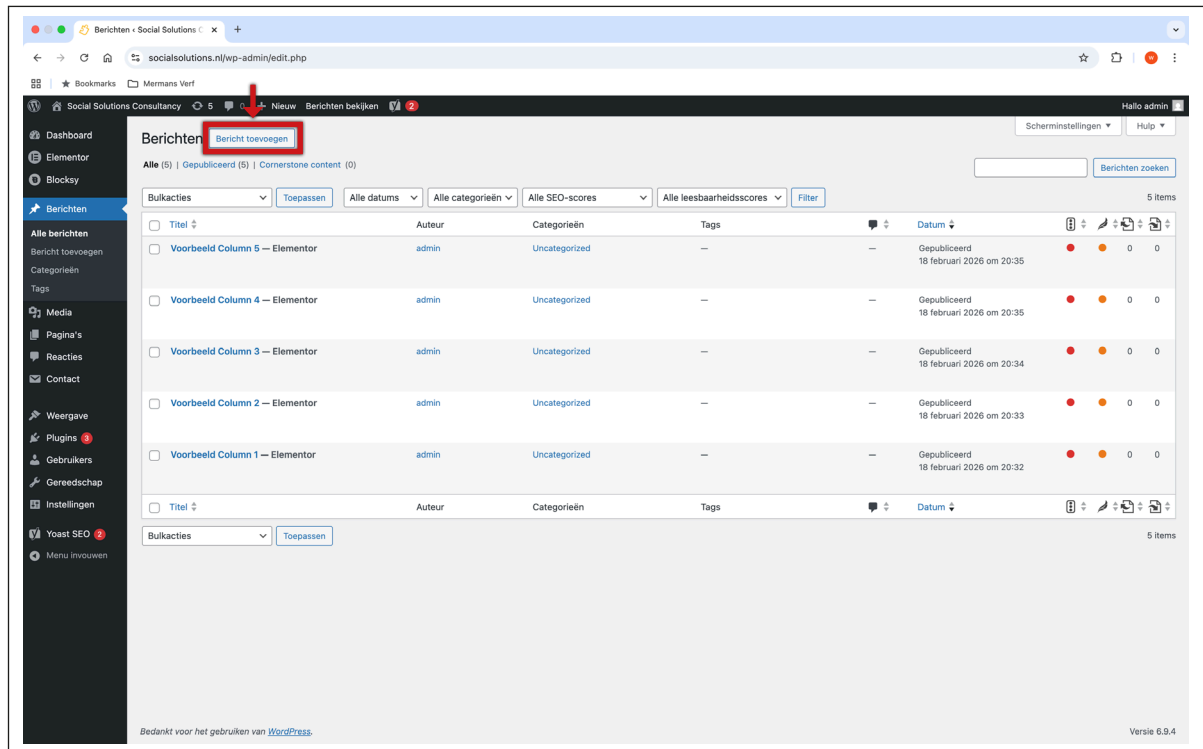 Berichten ‹ Social Solutions C
socialsolutions.nl/wp-admin/edit.php
W
Bookmarks Mermans Verf
Social Solutions Consultancy 5 0 + Nieuw Berichten bekijken 2 Hallo admin
Scherminstellingen Hulp
Berichten Bericht toevoegen
Alle (5) | Gepubliceerd (5) | Cornerstone content (0)
Berichten zoeken
Bulkacties Toepassen Alle datums Alle categorieën Alle SEO-scores Alle leesbaarheidsscores Filter 5 items
Titel Auteur Categorieën Tags Datum
Voorbeeld Column 5 — Elementor admin Uncategorized — — Gepubliceerd 0 0
18 februari 2026 om 20:35
Voorbeeld Column 4 — Elementor admin Uncategorized — — Gepubliceerd 0 0
18 februari 2026 om 20:35
Voorbeeld Column 3 — Elementor admin Uncategorized — — Gepubliceerd 0 0
18 februari 2026 om 20:34
Voorbeeld Column 2 — Elementor admin Uncategorized — — Gepubliceerd 0 0
18 februari 2026 om 20:33
Voorbeeld Column 1 — Elementor admin Uncategorized — — Gepubliceerd 0 0
18 februari 2026 om 20:32
Titel Auteur Categorieën Tags Datum
Bulkacties Toepassen 5 items
Dashboard
Elementor
Blocksy
Berichten
Alle berichten
Bericht toevoegen
Categorieën
Tags
Media
Pagina's
Reacties
Contact
Weergave
Plugins 3
Gebruikers
Gereedschap
Instellingen
Yoast SEO 2
Menu invouwen
Bedankt voor het gebruiken van WordPress. Versie 6.9.4